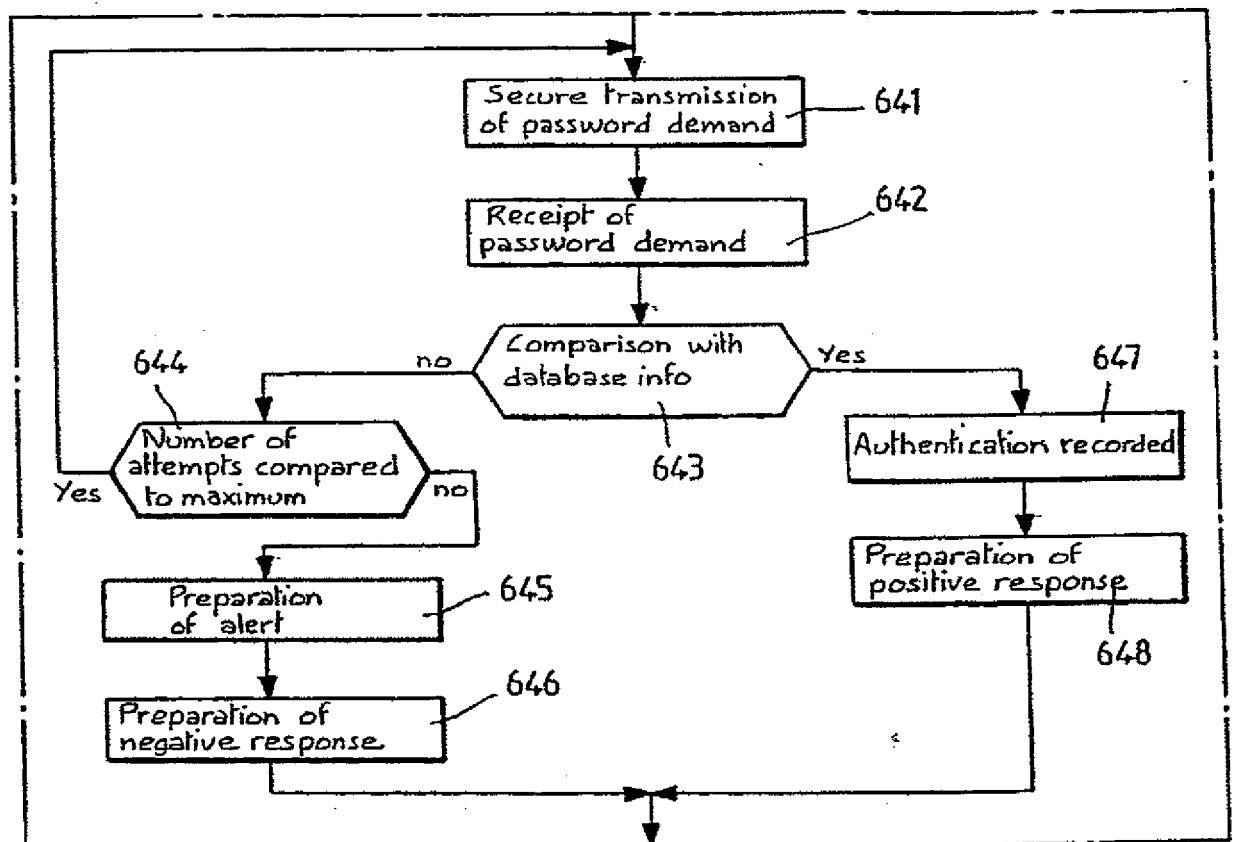 Secure transmission
of password demand
641
Receipt of
password demand
642
Comparison with
database info
643
no
Yes
644
Number of
attempts compared
to maximum
Yes
no
647
Authentication recorded
Preparation
of alert
645
Preparation of
positive response
648
Preparation of
negative response
646